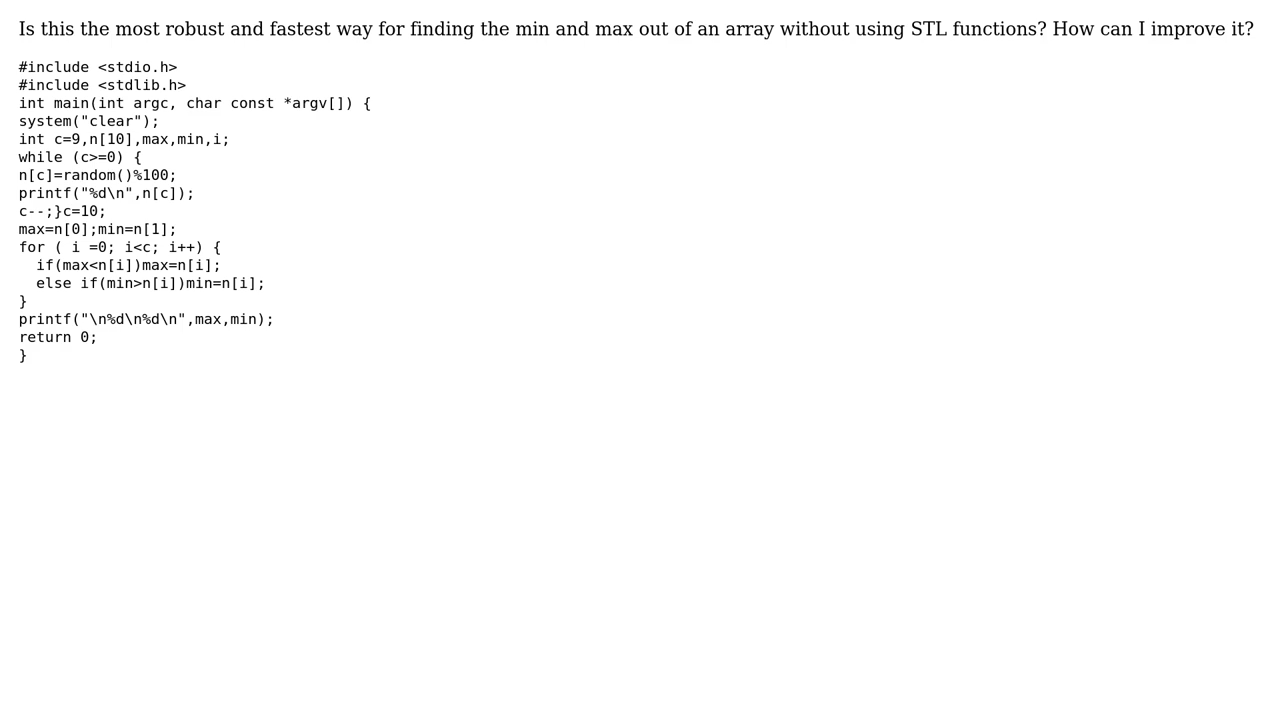 Is this the most robust and fastest way for finding the min and max out of an array without using STL functions? How can I improve it?
#include <stdio.h>
#include <stdlib.h>
int main(int argc, char const *argv[]) {
system("clear");
int c=9,n[10],max,min,i;
while (c>=0) {
n[c]=random()%100;
printf("%d\n",n[c]);
c--;}c=10;
max=n[0];min=n[1];
for ( i =0; i<c; i++) {
  if(max<n[i])max=n[i];
  else if(min>n[i])min=n[i];
}
printf("\n%d\n%d\n",max,min);
return 0;
}